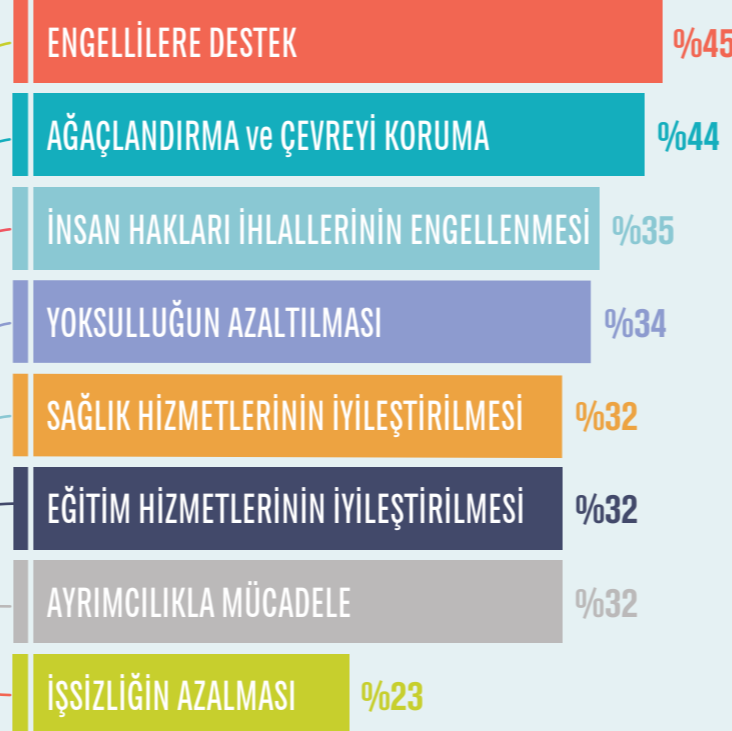 ENGELLİLERE DESTEK %45
AĞAÇLANDIRMA ve ÇEVREYİ KORUMA %44
İNSAN HAKLARI İHLALLERİNİN ENGELLENMESİ %35
YOKSULLUĞUN AZALTILMASI %34
SAĞLIK HİZMETLERİNİN İYİLEŞTİRİLMESİ %32
EĞİTİM HİZMETLERİNİN İYİLEŞTİRİLMESİ %32
AYRIMCILIKLA MÜCADELE %32
İŞSİZLİĞİN AZALMASI %23